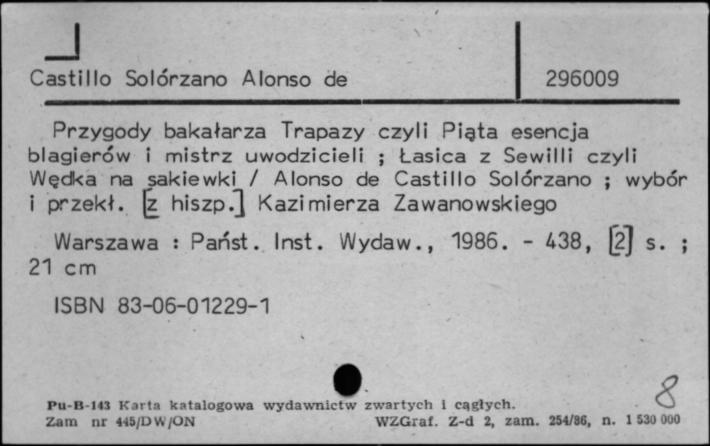 Castillo Solórzano Alonso de 296009
Przygody bakałarza Trapazy czyli Piąta esencja
blagierów i mistrz uwodzicieli ; Łasica z Sewilli czyli
Wędka na sakiewki / Alonso de Castillo Solórzano ; wybór
i przekł. [z hiszp.] Kazimierza Zawanowskiego
Warszawa : Państ. Inst. Wydaw., 1986. - 438, [2] s. ;
21 cm
ISBN 83-06-01229-1
8
Pu-B-143 Karta katalogowa wydawnictw zwartych i ciągłych.
Zam nr 445/DW/ON WZGraf. Z-d 2, zam. 254/86, n. 1 530 000